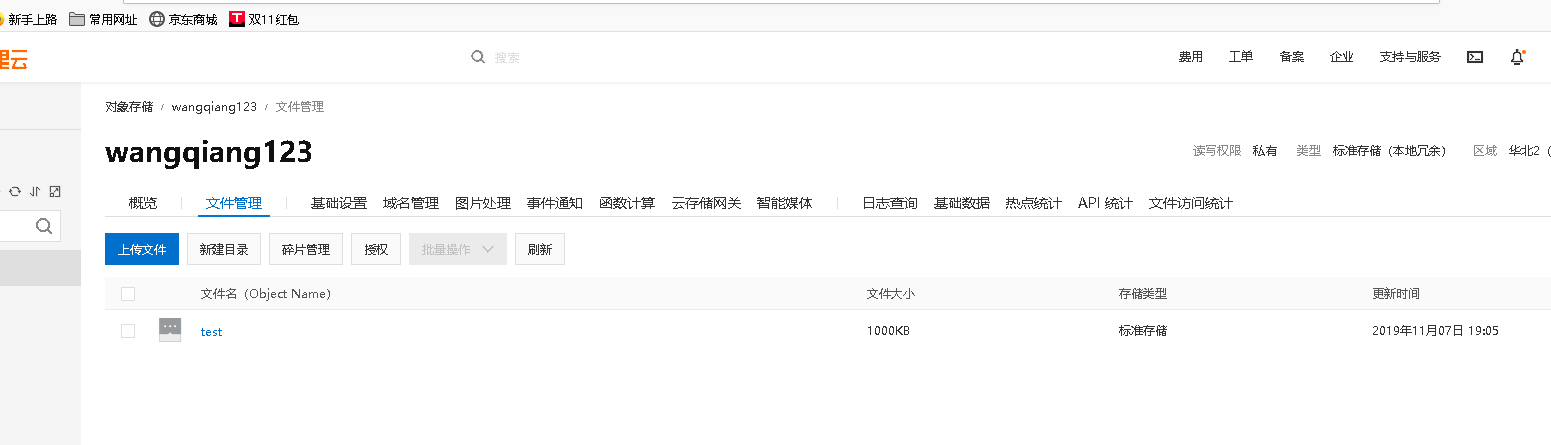 新手上路 常用网址 京东商城 双11红包
里云 搜索 费用 工单 备案 企业 支持与服务
对象存储 / wangqiang123 / 文件管理
wangqiang123 读写权限 私有 类型 标准存储（本地冗余） 区域 华北2（
概览 文件管理 基础设置 域名管理 图片处理 事件通知 函数计算 云存储网关 智能媒体 日志查询 基础数据 热点统计 API 统计 文件访问统计
上传文件 新建目录 碎片管理 授权 批量操作 刷新
文件名（Object Name） 文件大小 存储类型 更新时间
test 1000KB 标准存储 2019年11月07日 19:05